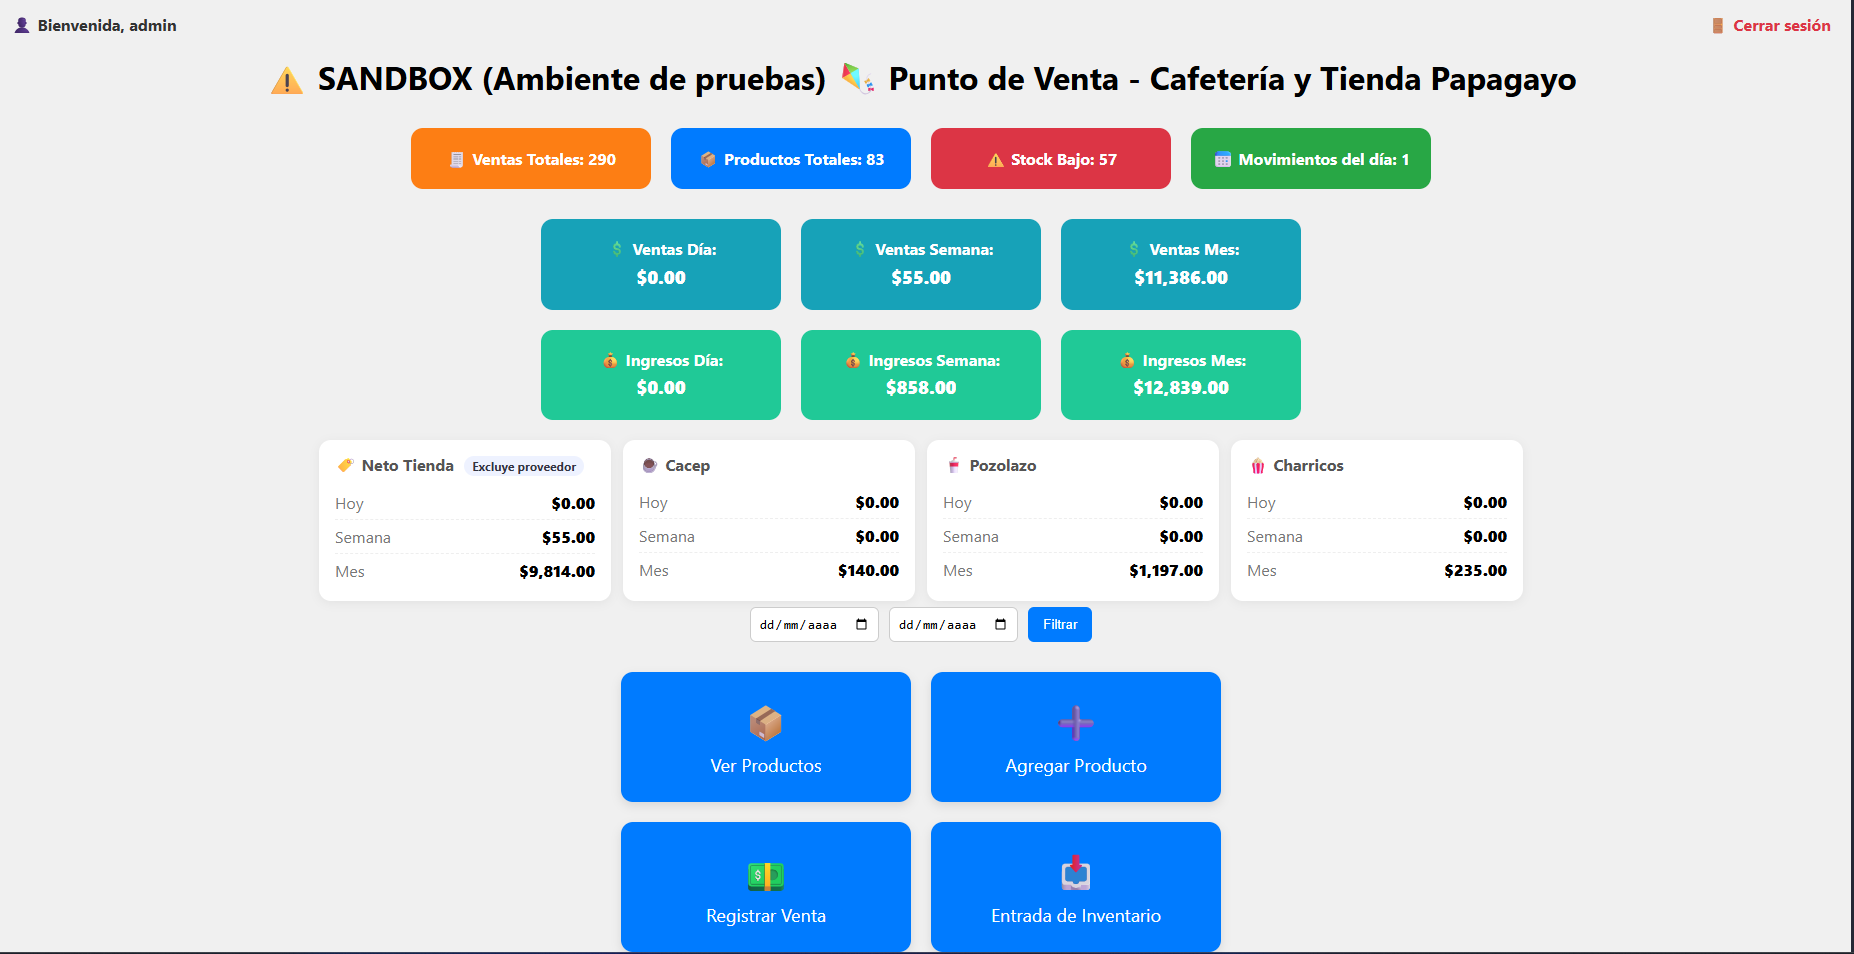 Bienvenida, admin
Cerrar sesión
SANDBOX (Ambiente de pruebas) Punto de Venta - Cafetería y Tienda Papagayo
Ventas Totales: 290
Productos Totales: 83
Stock Bajo: 57
Movimientos del día: 1
Ventas Día:
$0.00
Ventas Semana:
$55.00
Ventas Mes:
$11,386.00
Ingresos Día:
$0.00
Ingresos Semana:
$858.00
Ingresos Mes:
$12,839.00
Neto Tienda Excluye proveedor
Hoy $0.00
Semana $55.00
Mes $9,814.00
Cacep
Hoy $0.00
Semana $0.00
Mes $140.00
Pozolazo
Hoy $0.00
Semana $0.00
Mes $1,197.00
Charricos
Hoy $0.00
Semana $0.00
Mes $235.00
dd/mm/aaaa
dd/mm/aaaa
Filtrar
Ver Productos
Agregar Producto
Registrar Venta
Entrada de Inventario